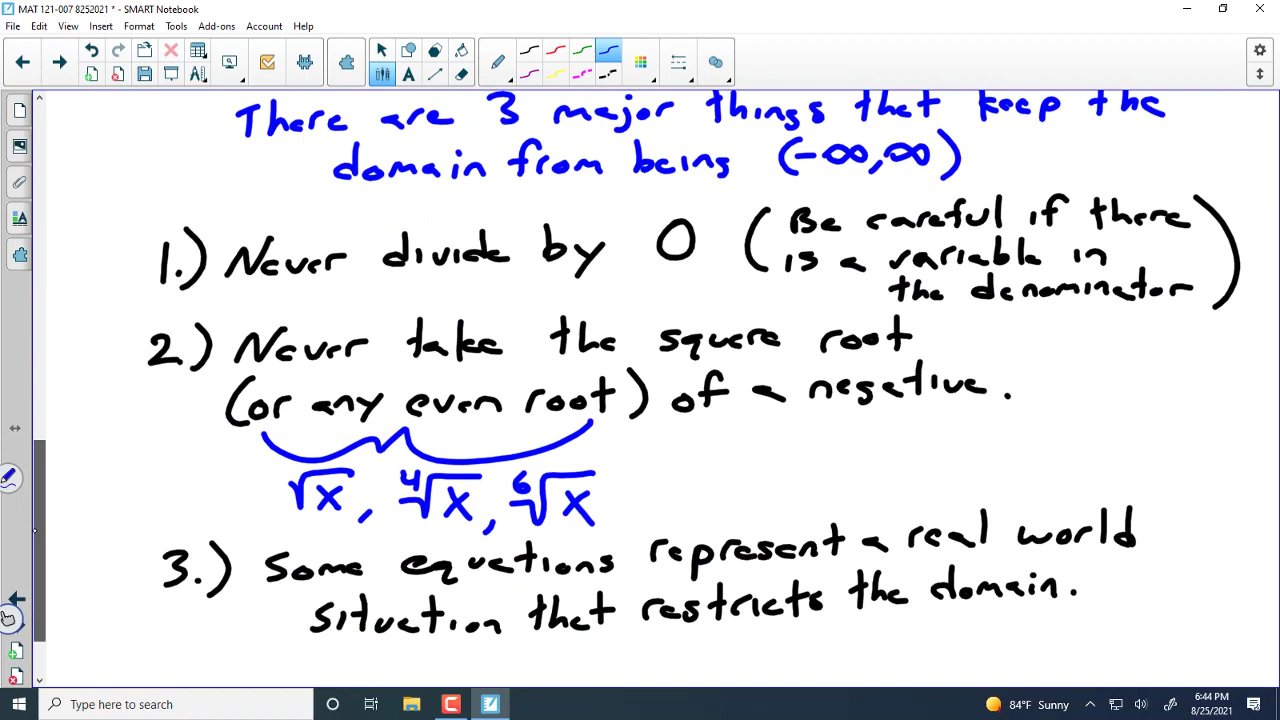 MAT 121-007 8252021 * - SMART Notebook
File Edit View Insert Format Tools Add-ons Account Help
There are 3 major things that keep the
domain from being (-∞,∞)
1.) Never divide by 0 (Be careful if there
is a variable in
the denominator)
2.) Never take the square root
(or any even root) of a negative.
√x, ⁴√x, ⁶√x
3.) Some equations represent a real world
situation that restricts the domain.
Type here to search
84°F Sunny
6:44 PM
8/25/2021